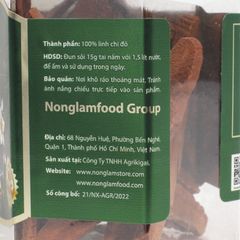 Thành phần: 100% linh chi đỏ
HDSD: Đun sôi 15g tai nấm với 1,5 lít nước.
để ấm và sử dụng trong ngày.
Bảo quản: Nơi khô ráo thoáng mát. Tránh
ánh nắng chiếu trực tiếp vào sản phẩm.
Nonglamfood Group
Địa chỉ: 68 Nguyễn Huệ, Phường Bến Nghé,
Quận 1, Thành phố Hồ Chí Minh, Việt Nam.
Sản xuất tại: Công Ty TNHH Agrikigai.
Website: www.nonglamstore.com
www.nonglamfood.com
Số công bố: 21/NX-AGR/2022